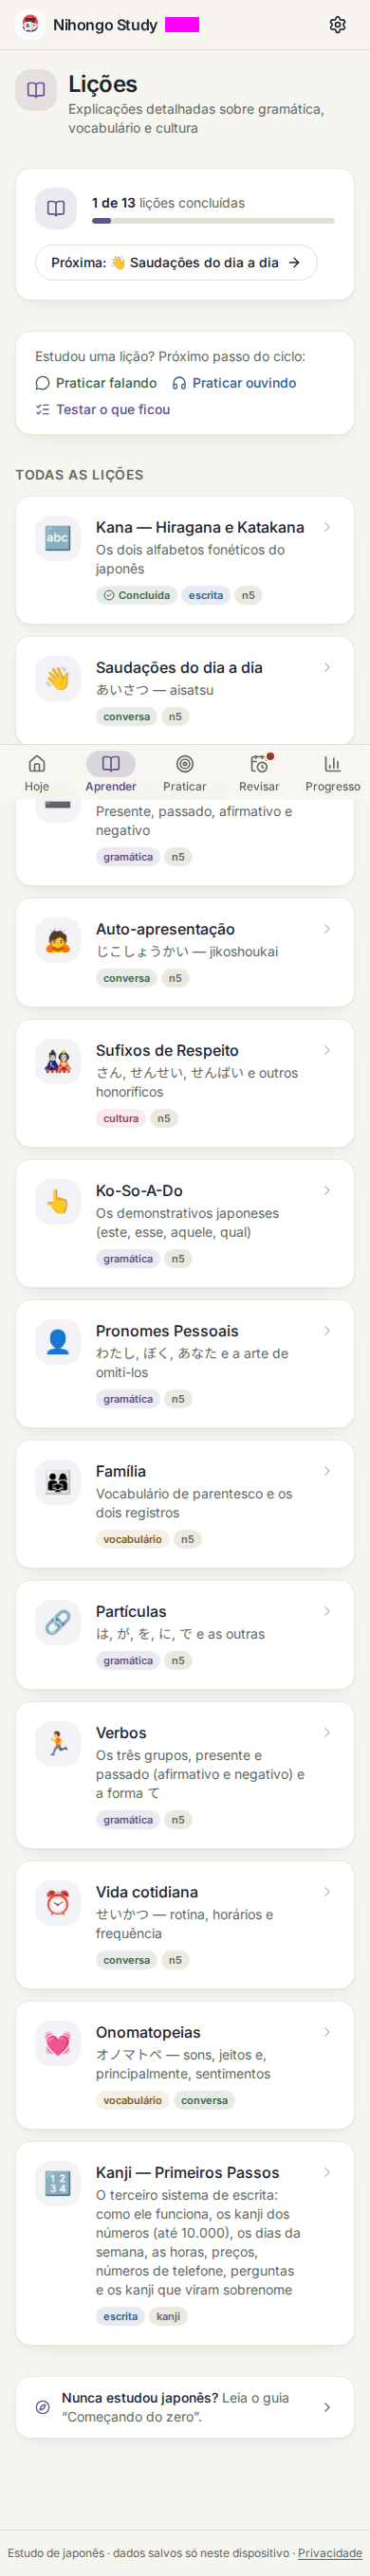 Nihongo Study
Lições
Explicações detalhadas sobre gramática,
vocabulário e cultura
1 de 13 lições concluídas
Próxima: 👋 Saudações do dia a dia →
Estudou uma lição? Próximo passo do ciclo:
Praticar falando Praticar ouvindo
Testar o que ficou
TODAS AS LIÇÕES
Kana — Hiragana e Katakana
Os dois alfabetos fonéticos do
japonês
Concluída escrita n5
Saudações do dia a dia
あいさつ — aisatsu
conversa n5
Hoje Aprender Praticar Revisar Progresso
Presente, passado, afirmativo e
negativo
gramática n5
Auto-apresentação
じこしょうかい — jikoshoukai
conversa n5
Sufixos de Respeito
さん, せんせい, せんぱい e outros
honoríficos
cultura n5
Ko-So-A-Do
Os demonstrativos japoneses
(este, esse, aquele, qual)
gramática n5
Pronomes Pessoais
わたし, ぼく, あなた e a arte de
omiti-los
gramática n5
Família
Vocabulário de parentesco e os
dois registros
vocabulário n5
Partículas
は, が, を, に, で e as outras
gramática n5
Verbos
Os três grupos, presente e
passado (afirmativo e negativo) e
a forma て
gramática n5
Vida cotidiana
せいかつ — rotina, horários e
frequência
conversa n5
Onomatopeias
オノマトペ — sons, jeitos e,
principalmente, sentimentos
vocabulário conversa
Kanji — Primeiros Passos
O terceiro sistema de escrita:
como ele funciona, os kanji dos
números (até 10.000), os dias da
semana, as horas, preços,
números de telefone, perguntas
e os kanji que viram sobrenome
escrita kanji
Nunca estudou japonês? Leia o guia
“Começando do zero”.
Estudo de japonês · dados salvos só neste dispositivo · Privacidade